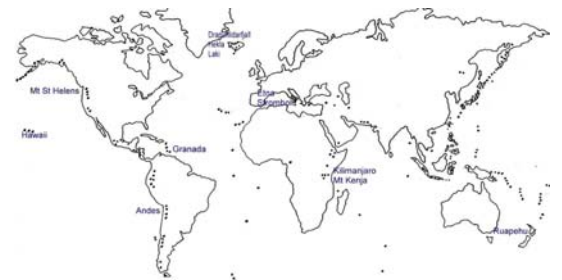 Hekla
Laki
Mt St Helens
Etna
Stromboli
Hawaii
Granada
Kilimanjaro
Mt Kenja
Andes
Ruapehu